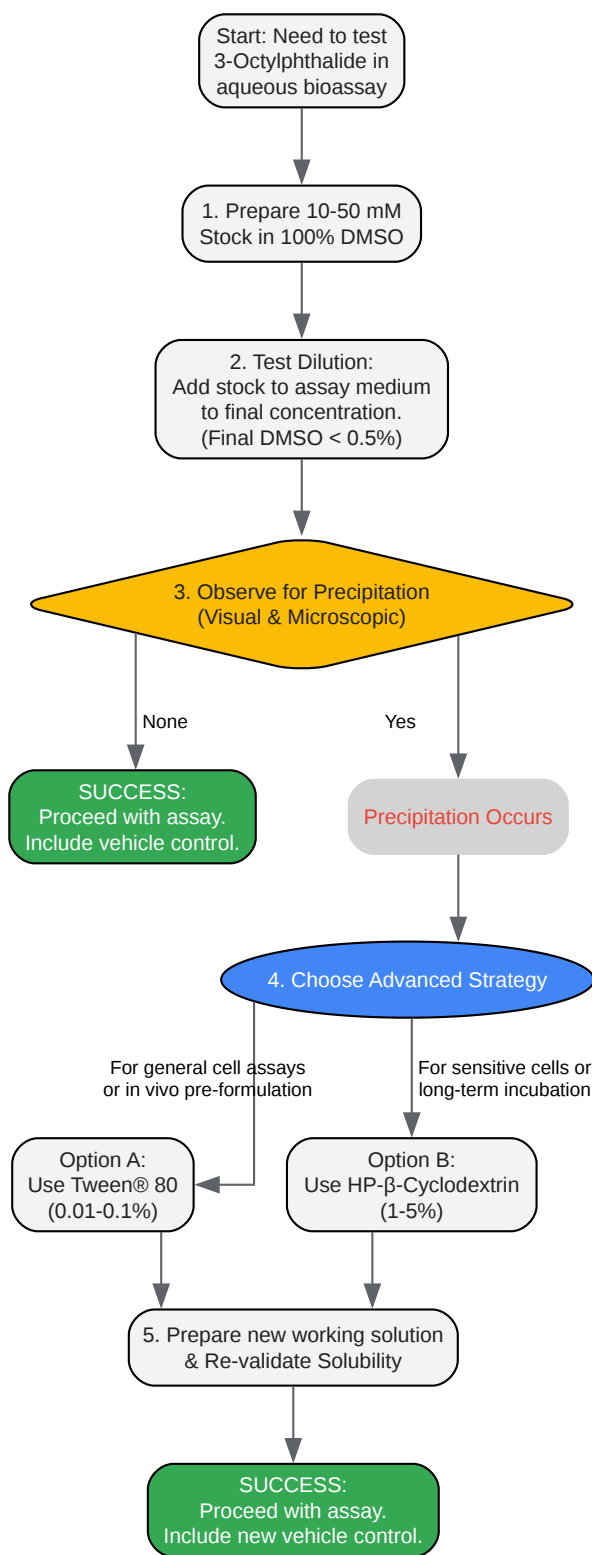 Start: Need to test
3-Octylphthalide in
aqueous bioassay
1. Prepare 10-50 mM
Stock in 100% DMSO
2. Test Dilution:
Add stock to assay medium
to final concentration.
(Final DMSO < 0.5%)
3. Observe for Precipitation
(Visual & Microscopic)
None
Yes
SUCCESS:
Proceed with assay.
Include vehicle control.
Precipitation Occurs
4. Choose Advanced Strategy
For general cell assays
or in vivo pre-formulation
For sensitive cells or
long-term incubation
Option A:
Use Tween® 80
(0.01-0.1%)
Option B:
Use HP-β-Cyclodextrin
(1-5%)
5. Prepare new working solution
& Re-validate Solubility
SUCCESS:
Proceed with assay.
Include new vehicle control.